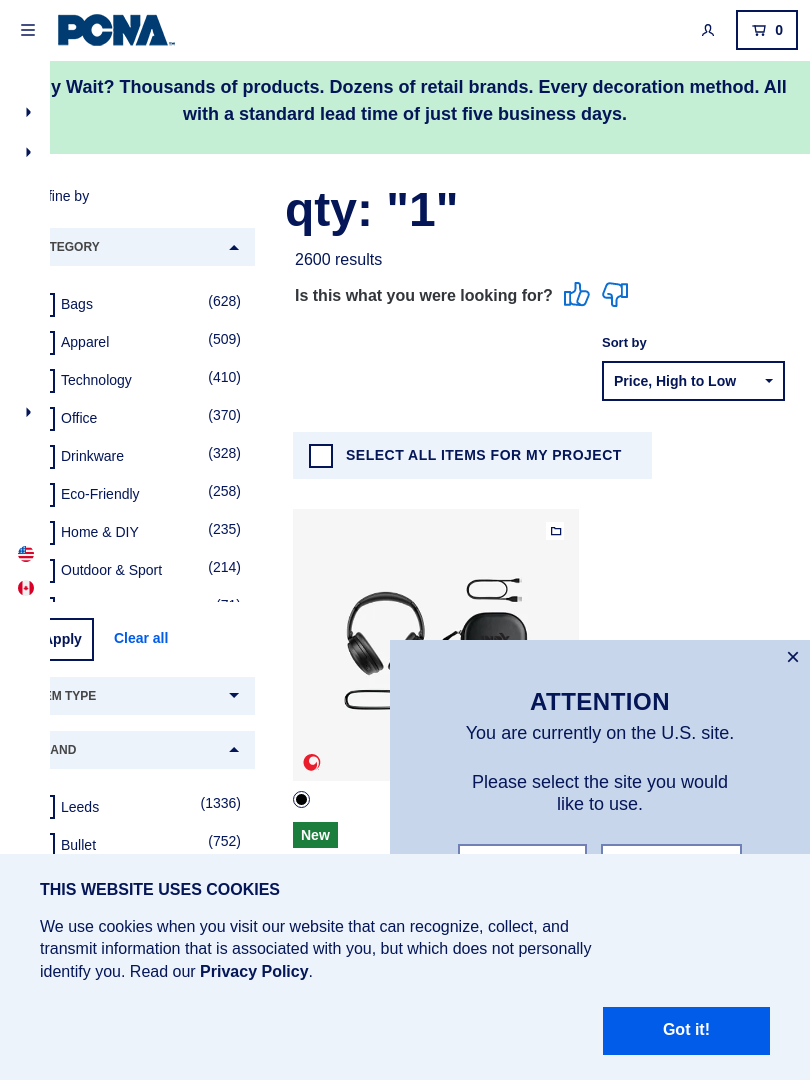 PCNA
0
y Wait? Thousands of products. Dozens of retail brands. Every decoration method. All
with a standard lead time of just five business days.
fine by
qty: "1"
TEGORY
2600 results
Is this what you were looking for?
Bags (628)
Apparel (509)
Technology (410)
Office (370)
Drinkware (328)
Eco-Friendly (258)
Home & DIY (235)
Outdoor & Sport (214)
Sort by
Price, High to Low
SELECT ALL ITEMS FOR MY PROJECT
Apply Clear all
EM TYPE
AND
Leeds (1336)
Bullet (752)
New
ATTENTION
You are currently on the U.S. site.
Please select the site you would
like to use.
THIS WEBSITE USES COOKIES
We use cookies when you visit our website that can recognize, collect, and
transmit information that is associated with you, but which does not personally
identify you. Read our Privacy Policy.
Got it!